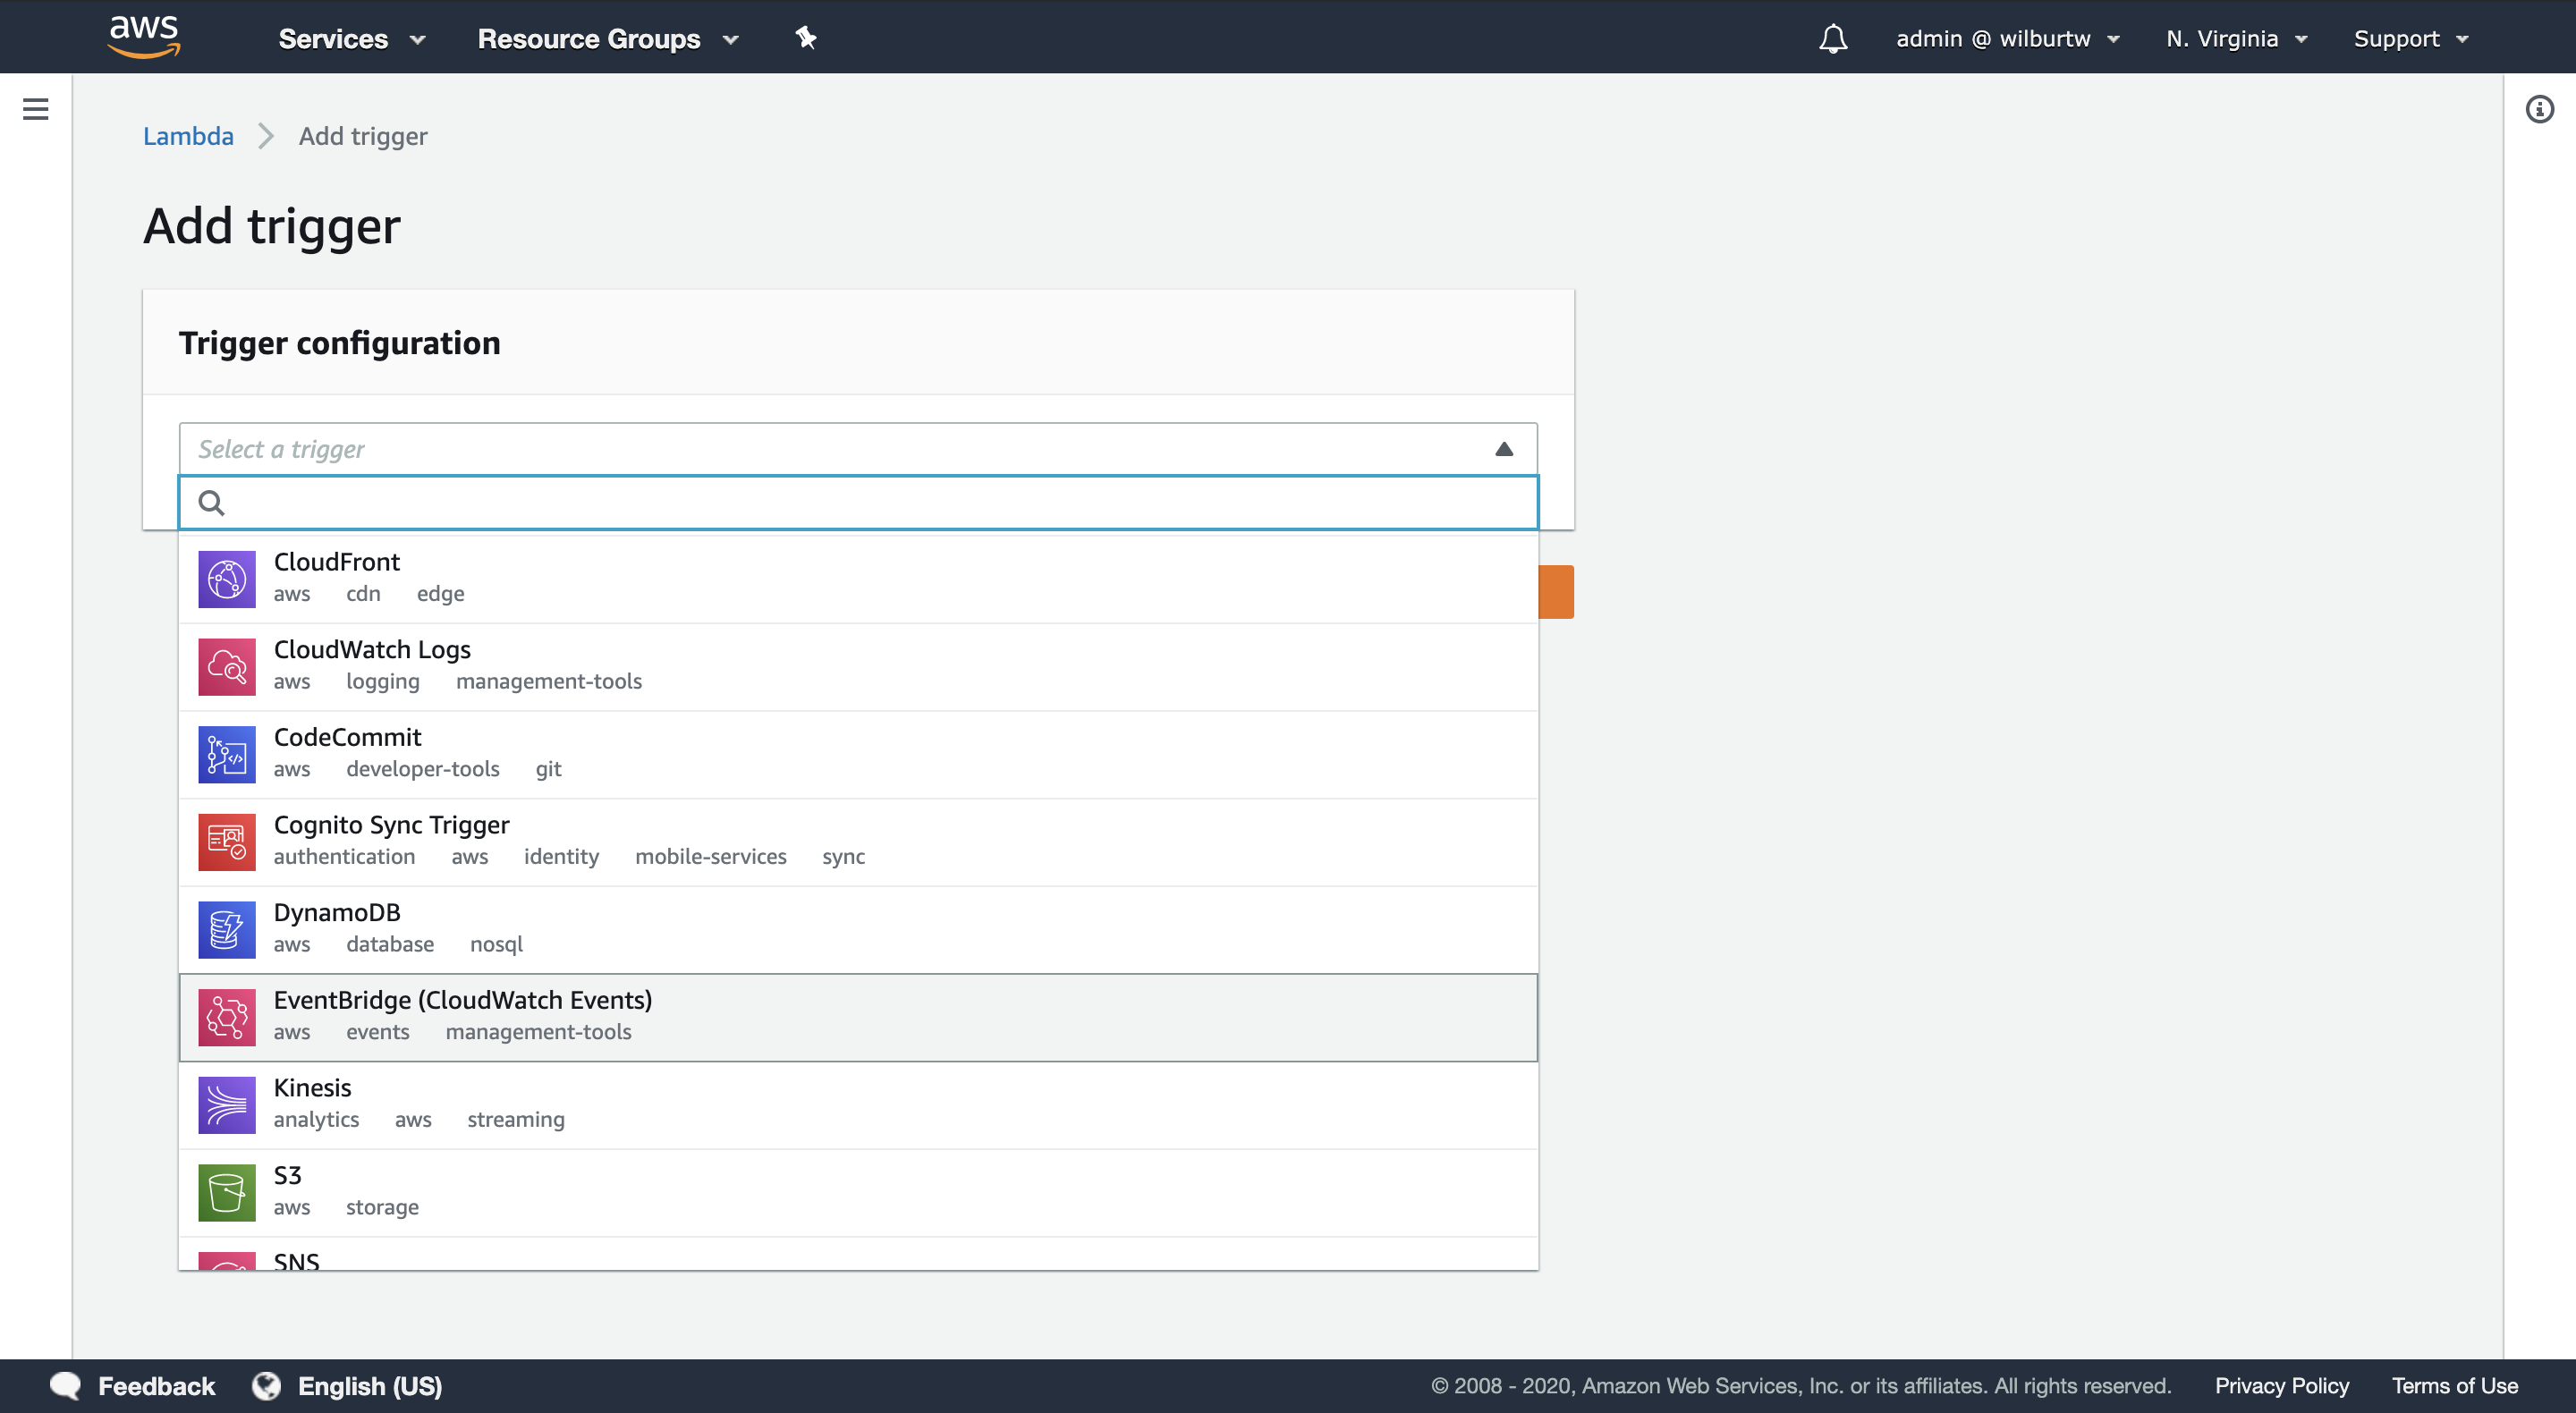 aws Services Resource Groups admin @ wilburtw N. Virginia Support
Lambda Add trigger
Add trigger
Trigger configuration
Select a trigger
CloudFront
aws cdn edge
CloudWatch Logs
aws logging management-tools
CodeCommit
aws developer-tools git
Cognito Sync Trigger
authentication aws identity mobile-services sync
DynamoDB
aws database nosql
EventBridge (CloudWatch Events)
aws events management-tools
Kinesis
analytics aws streaming
S3
aws storage
SNS
Feedback English (US) © 2008 - 2020, Amazon Web Services, Inc. or its affiliates. All rights reserved. Privacy Policy Terms of Use